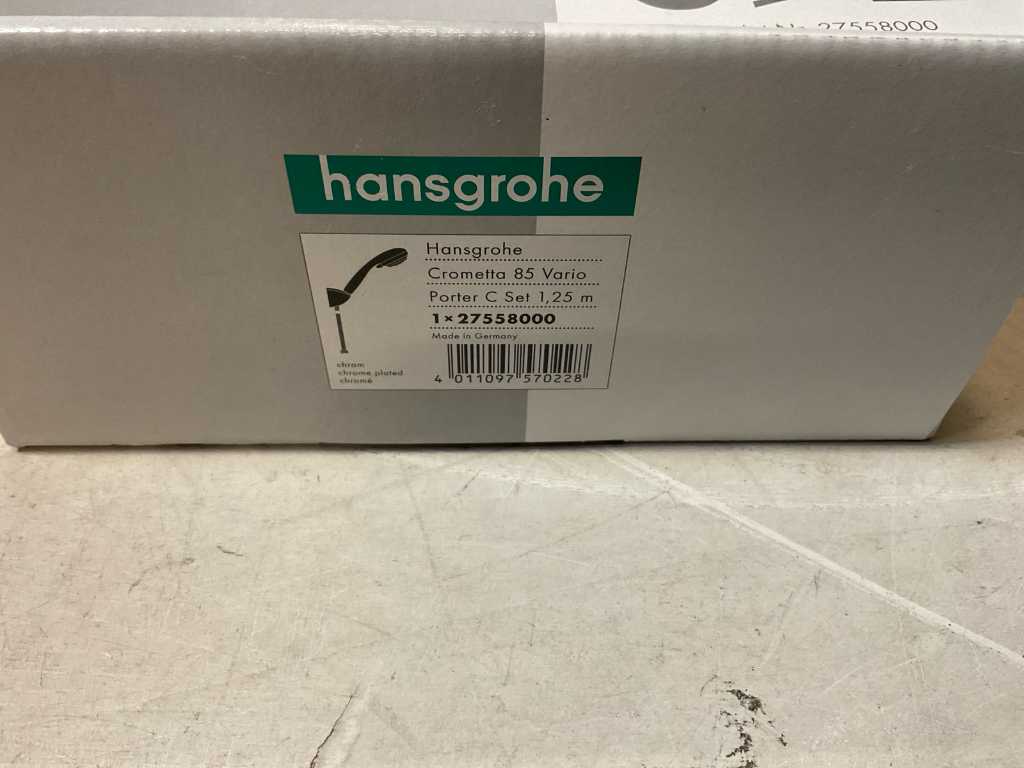 27558000
hansgrohe
Hansgrohe
Crometta 85 Vario
Porter C Set 1,25 m
1×27558000
Made in Germany
chrom
chrome plated
chromé
4 011097 570228